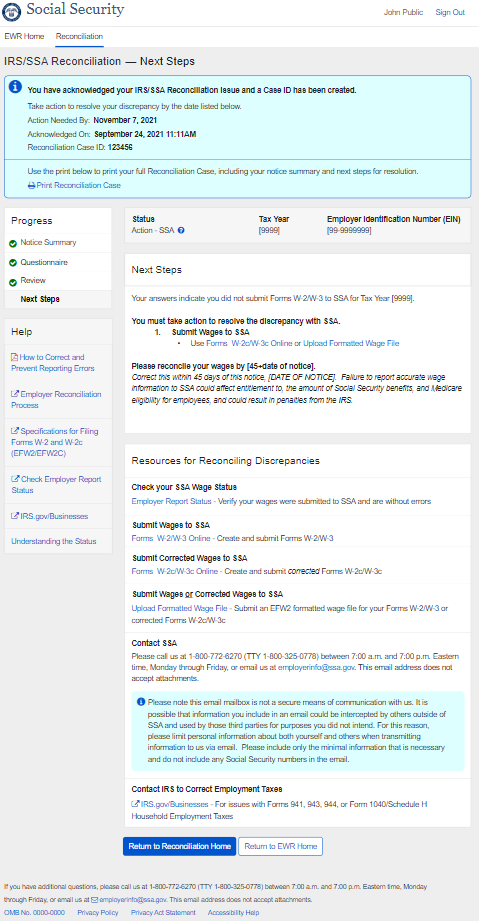 Social Security
John Public Sign Out
EWR Home Reconciliation
IRS/SSA Reconciliation — Next Steps
You have acknowledged your IRS/SSA Reconciliation issue and a Case ID has been created.
Take action to resolve your discrepancy by the date listed below.
Action Needed By: November 7, 2021
Acknowledged On: September 24, 2021 11:11AM
Reconciliation Case ID: 123456
Use the print below to print your full Reconciliation Case, including your notice summary and next steps for resolution.
Print Reconciliation Case
Progress
Notice Summary
Questionnaire
Review
Next Steps
Help
How to Correct and
Prevent Reporting Errors
Employer Reconciliation
Process
Specifications for Filing
Forms W-2 and W-2c
(EFW2/EFW2C)
Check Employer Report
Status
IRS.gov/Businesses
Understanding the Status
Status Tax Year Employer Identification Number (EIN)
Action - SSA [9999] [99-9999999]
Next Steps
Your answers indicate you did not submit Forms W-2/W-3 to SSA for Tax Year [9999].
You must take action to resolve the discrepancy with SSA.
1. Submit Wages to SSA
• Use Forms W-2c/W-3c Online or Upload Formatted Wage File
Please reconcile your wages by [45+date of notice].
Correct this within 45 days of this notice, [DATE OF NOTICE]. Failure to report accurate wage
information to SSA could affect entitlement to, the amount of Social Security benefits, and Medicare
eligibility for employees, and could result in penalties from the IRS.
Resources for Reconciling Discrepancies
Check your SSA Wage Status
Employer Report Status - Verify your wages were submitted to SSA and are without errors
Submit Wages to SSA
Forms W-2/W-3 Online - Create and submit Forms W-2/W-3
Submit Corrected Wages to SSA
Forms W-2c/W-3c Online - Create and submit corrected Forms W-2c/W-3c
Submit Wages or Corrected Wages to SSA
Upload Formatted Wage File - Submit an EFW2 formatted wage file for your Forms W-2/W-3 or
corrected Forms W-2c/W-3c
Contact SSA
Please call us at 1-800-772-6270 (TTY 1-800-325-0778) between 7:00 a.m. and 7:00 p.m. Eastern
time, Monday through Friday, or email us at employerinfo@ssa.gov. This email address does not
accept attachments.
Please note this email mailbox is not a secure means of communication with us. It is
possible that information you include in an email could be intercepted by others outside of
SSA and used by those third parties for purposes you did not intend. For this reason,
please limit personal information about both yourself and others when transmitting
information to us via email. Please include only the minimal information that is necessary
and do not include any Social Security numbers in the email.
Contact IRS to Correct Employment Taxes
IRS.gov/Businesses - For issues with Forms 941, 943, 944, or Form 1040/Schedule H
Household Employment Taxes
Return to Reconciliation Home Return to EWR Home
If you have additional questions, please call us at 1-800-772-6270 (TTY 1-800-325-0778) between 7:00 a.m. and 7:00 p.m. Eastern time, Monday
through Friday, or email us at employerinfo@ssa.gov. This email address does not accept attachments.
OMB No. 0000-0000 Privacy Policy Privacy Act Statement Accessibility Help